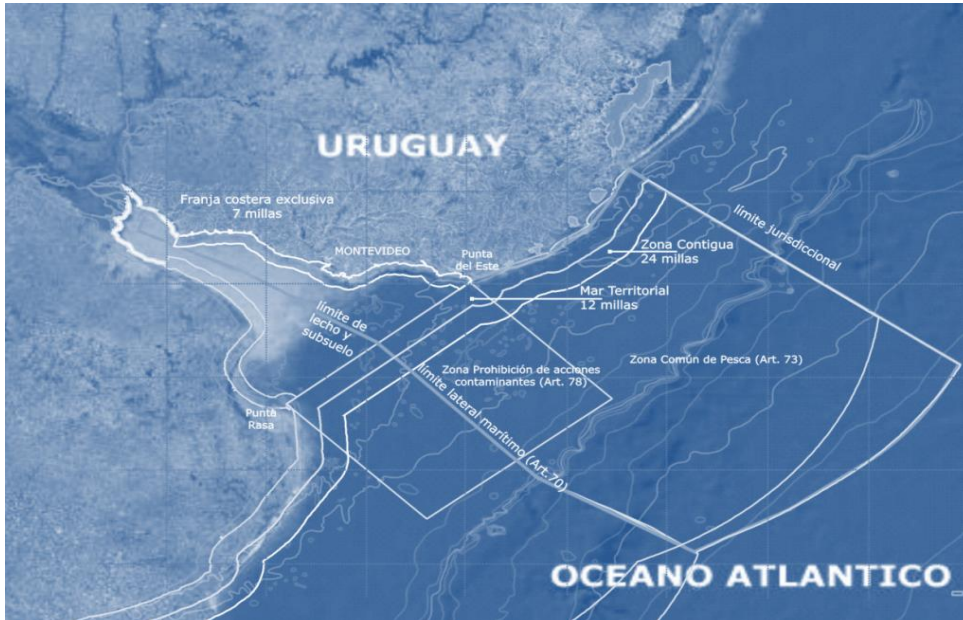 URUGUAY
Franja costera exclusiva
7 millas
MONTEVIDEO
Punta
del Este
límite jurisdiccional
Zona Contigua
24 millas
Mar Territorial
12 millas
límite de
lecho y
subsuelo
Zona Prohibición de acciones
contaminantes (Art. 78)
Zona Común de Pesca (Art. 73)
límite lateral marítimo (Art.70)
Punta
Rasa
OCEANO ATLANTICO